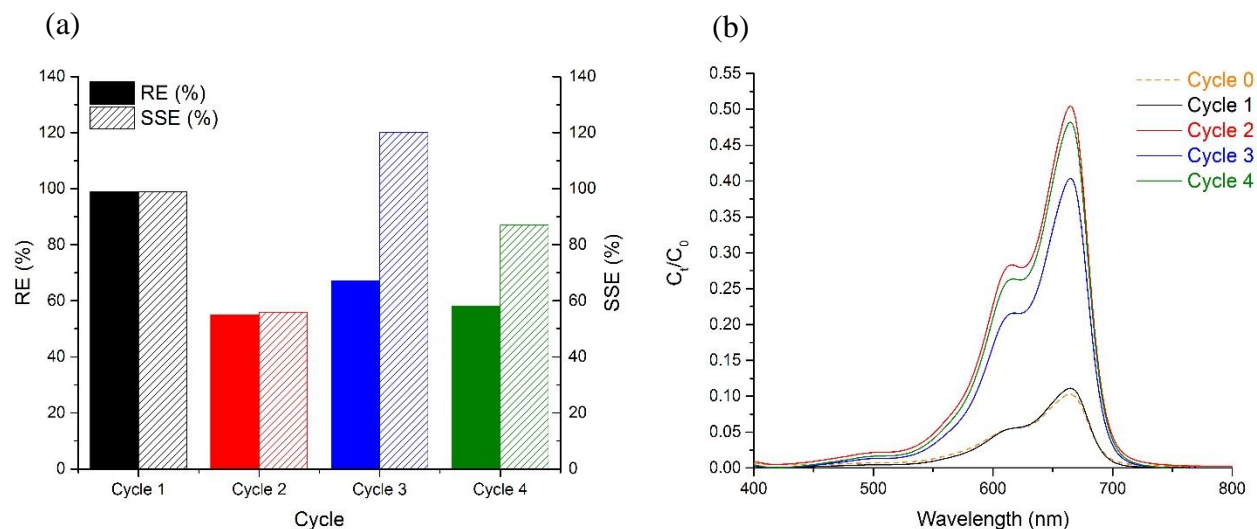 (a)
140
120
100
80
60
40
20
0
RE (%)
RE (%)
SSE (%)
140
120
100
80
60
40
20
0
SSE (%)
Cycle 1
Cycle 2
Cycle 3
Cycle 4
Cycle
(b)
0.55
0.50
0.45
0.40
0.35
0.30
0.25
0.20
0.15
0.10
0.05
0.00
Ct/C0
Cycle 0
Cycle 1
Cycle 2
Cycle 3
Cycle 4
400
500
600
700
800
Wavelength (nm)